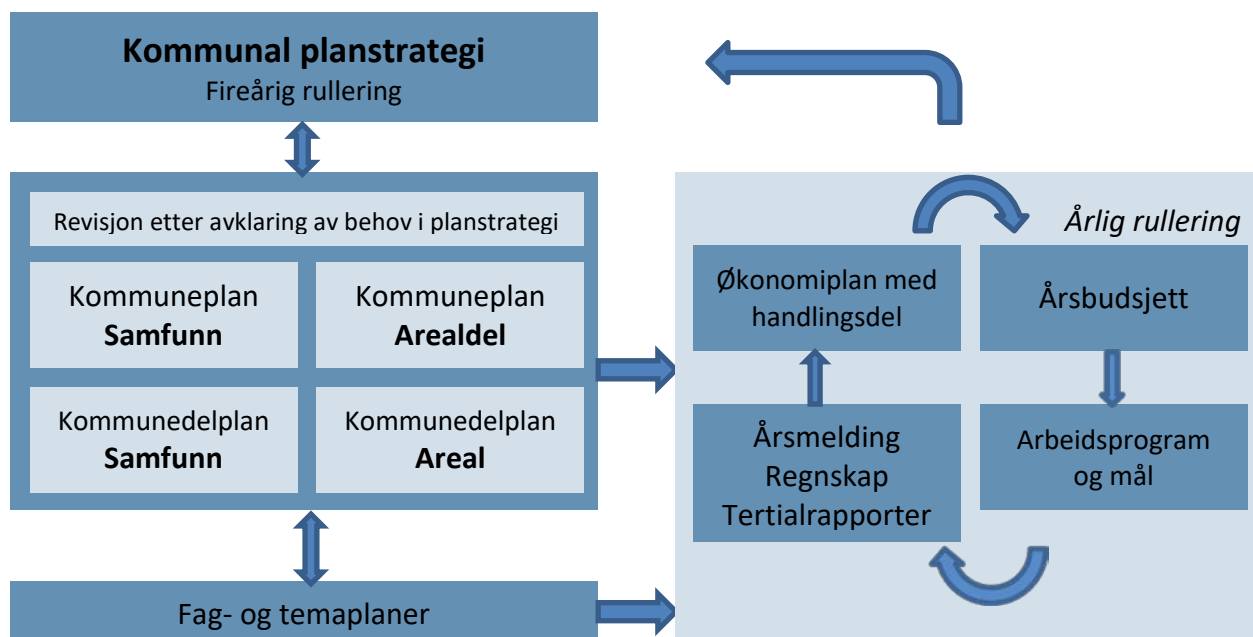 Kommunal planstrategi
Fireårig rullering
Revisjon etter avklaring av behov i planstrategi
Kommuneplan
Samfunn
Kommuneplan
Arealdel
Kommunedelplan
Samfunn
Kommunedelplan
Areal
Fag- og temaplaner
Årlig rullering
Økonomiplan med
handlingsdel
Årsbudsjett
Årsmelding
Regnskap
Tertialrapporter
Arbeidsprogram
og mål